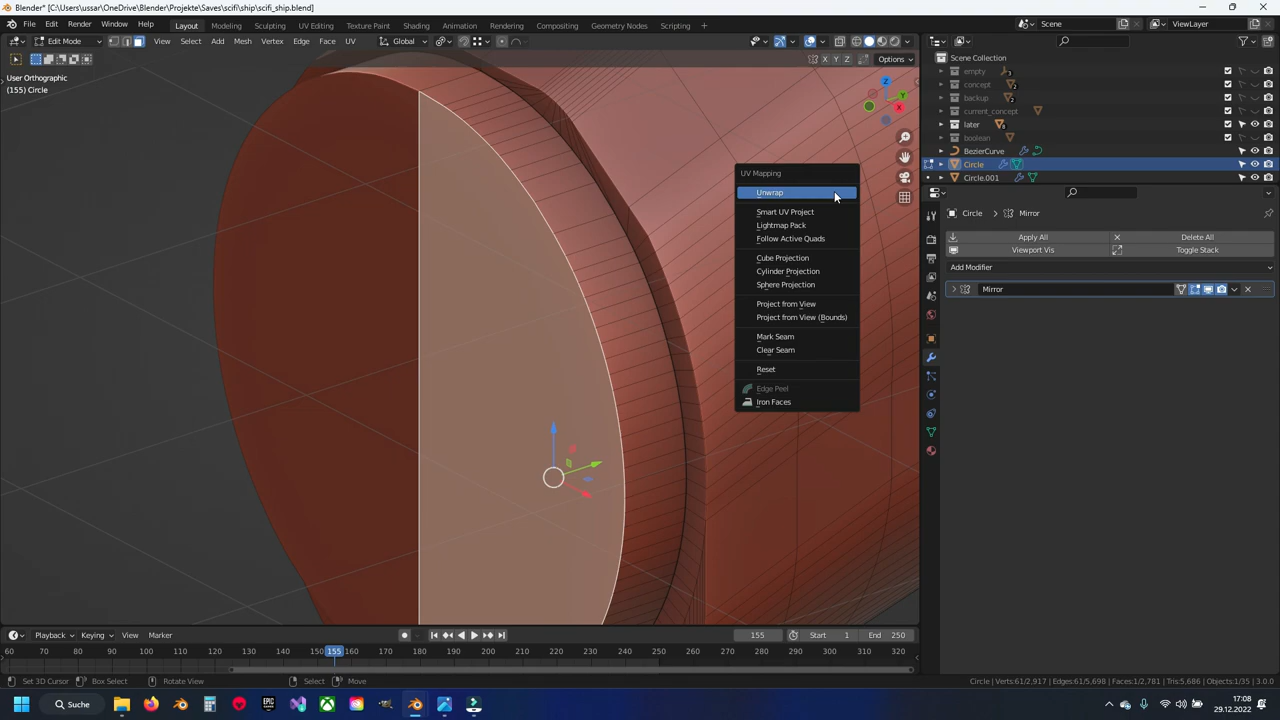 Blender* [C:\Users\ussar\OneDrive\Blender\Projekte\Saves\scifi\ship\scifi_ship.blend]
File Edit Render Window Help Layout Modeling Sculpting UV Editing Texture Paint Shading Animation Rendering Compositing Geometry Nodes Scripting + Scene ViewLayer
Edit Mode View Select Add Mesh Vertex Edge Face UV Global
X Y Z Options
User Orthographic
(155) Circle
Z
Y
X
UV Mapping
Unwrap
Smart UV Project
Lightmap Pack
Follow Active Quads
Cube Projection
Cylinder Projection
Sphere Projection
Project from View
Project from View (Bounds)
Mark Seam
Clear Seam
Reset
Edge Peel
Iron Faces
Scene Collection
empty 3
concept 2
backup 2
current_concept
later 8
boolean
BezierCurve
Circle
Circle.001
Circle > Mirror
Apply All Delete All
Viewport Vis Toggle Stack
Add Modifier
Mirror
Playback Keying View Marker 155 Start 1 End 250
60 70 80 90 100 110 120 130 140 150 155 160 170 180 190 200 210 220 230 240 250 260 270 280 290 300 310 320
Set 3D Cursor Box Select Rotate View Select Move Circle | Verts:61/2,917 | Edges:61/5,698 | Faces:1/2,781 | Tris:5,686 | Objects:1/35 | 3.0.0
Suche EPIC GAMES 17:08
29.12.2022